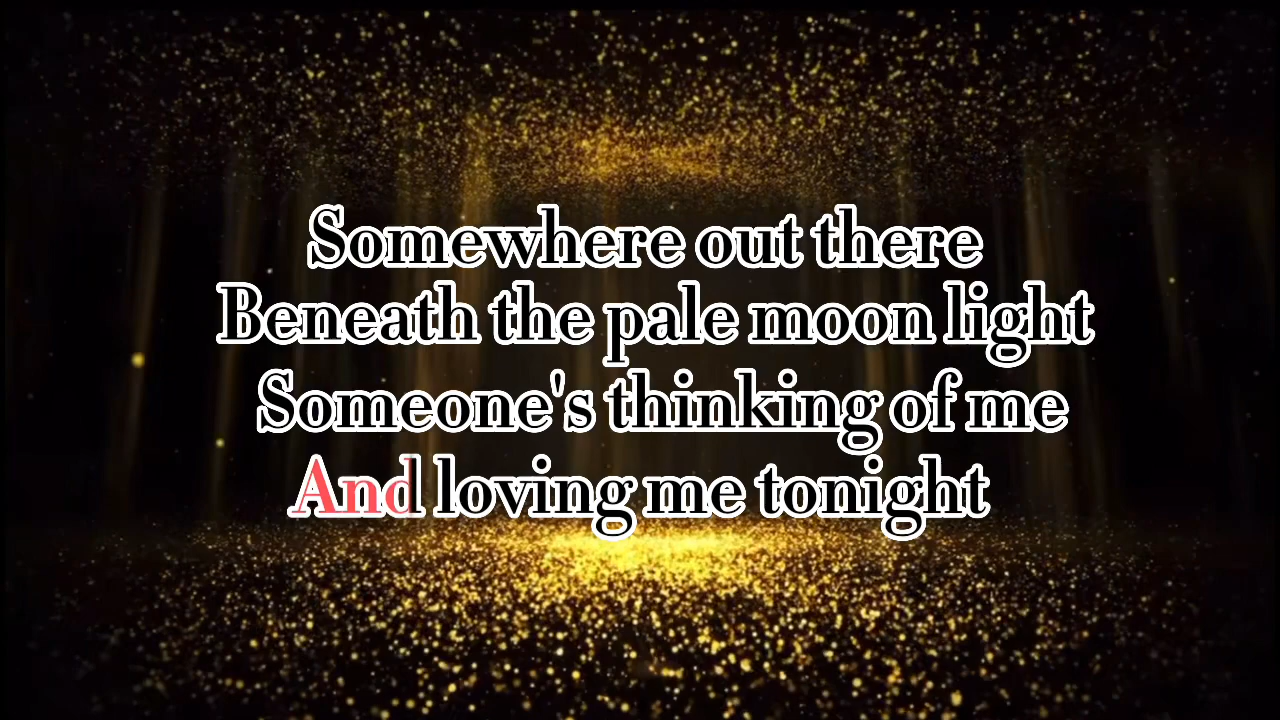 Somewhere out there
Beneath the pale moon light
Someone's thinking of me
And loving me tonight